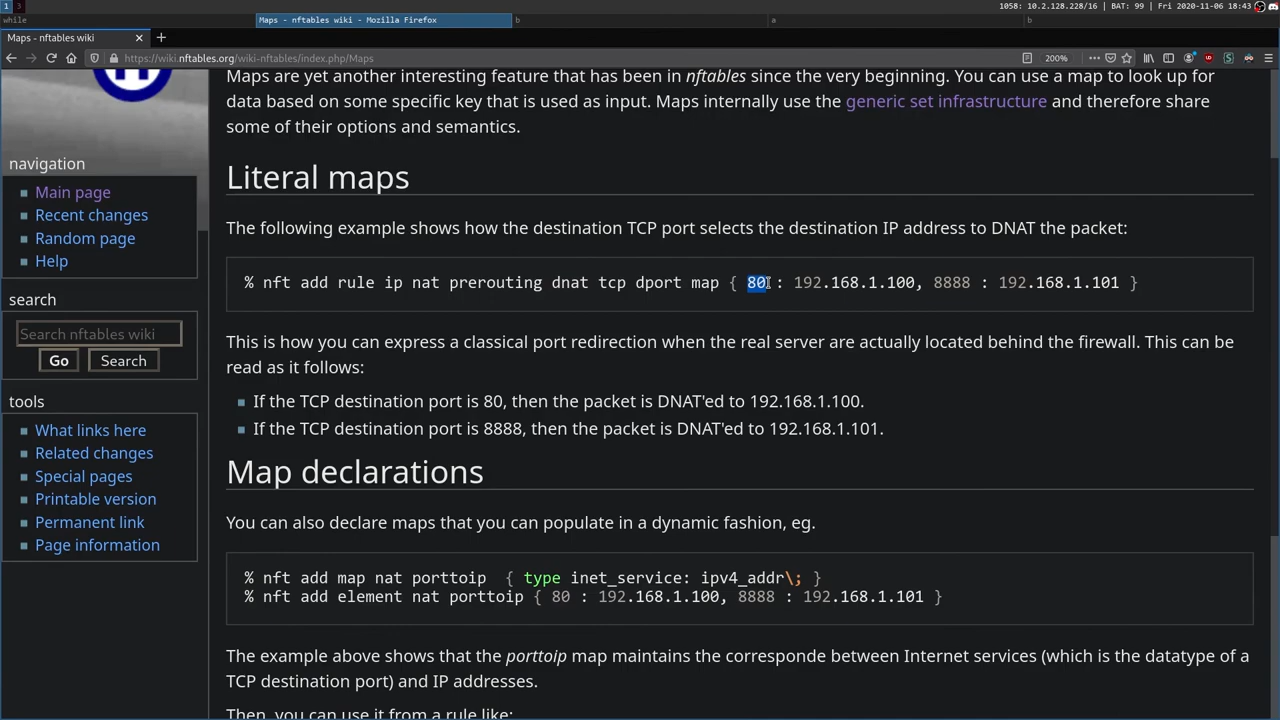 1 3 1058: 10.2.128.228/16 | BAT: 99 | Fri 2020-11-06 18:43
while Maps - nftables wiki - Mozilla Firefox b a b
Maps - nftables wiki
https://wiki.nftables.org/wiki-nftables/index.php/Maps 200%
Maps are yet another interesting feature that has been in nftables since the very beginning. You can use a map to look up for
data based on some specific key that is used as input. Maps internally use the generic set infrastructure and therefore share
some of their options and semantics.
navigation
Main page
Recent changes
Random page
Help
search
Search nftables wiki
Go Search
tools
What links here
Related changes
Special pages
Printable version
Permanent link
Page information
Literal maps
The following example shows how the destination TCP port selects the destination IP address to DNAT the packet:
% nft add rule ip nat prerouting dnat tcp dport map { 80 : 192.168.1.100, 8888 : 192.168.1.101 }
This is how you can express a classical port redirection when the real server are actually located behind the firewall. This can be
read as it follows:
If the TCP destination port is 80, then the packet is DNAT'ed to 192.168.1.100.
If the TCP destination port is 8888, then the packet is DNAT'ed to 192.168.1.101.
Map declarations
You can also declare maps that you can populate in a dynamic fashion, eg.
% nft add map nat porttoip { type inet_service: ipv4_addr\; }
% nft add element nat porttoip { 80 : 192.168.1.100, 8888 : 192.168.1.101 }
The example above shows that the porttoip map maintains the corresponde between Internet services (which is the datatype of a
TCP destination port) and IP addresses.
Then, you can use it from a rule like: